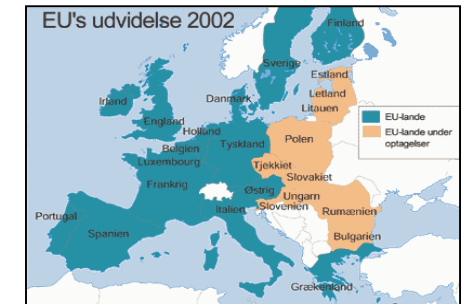 EU's udvidelse 2002
Finland
Sverige
Estland
Letland
Litauen
Danmark
Irland
England
Holland
Tyskland
Polen
Belgien
Luxembourg
Tjekkiet
Slovakiet
Frankrig
Østrig
Ungarn
Slovenien
Italien
Rumænien
Portugal
Spanien
Bulgarien
Grækenland
EU-lande
EU-lande under
optagelser